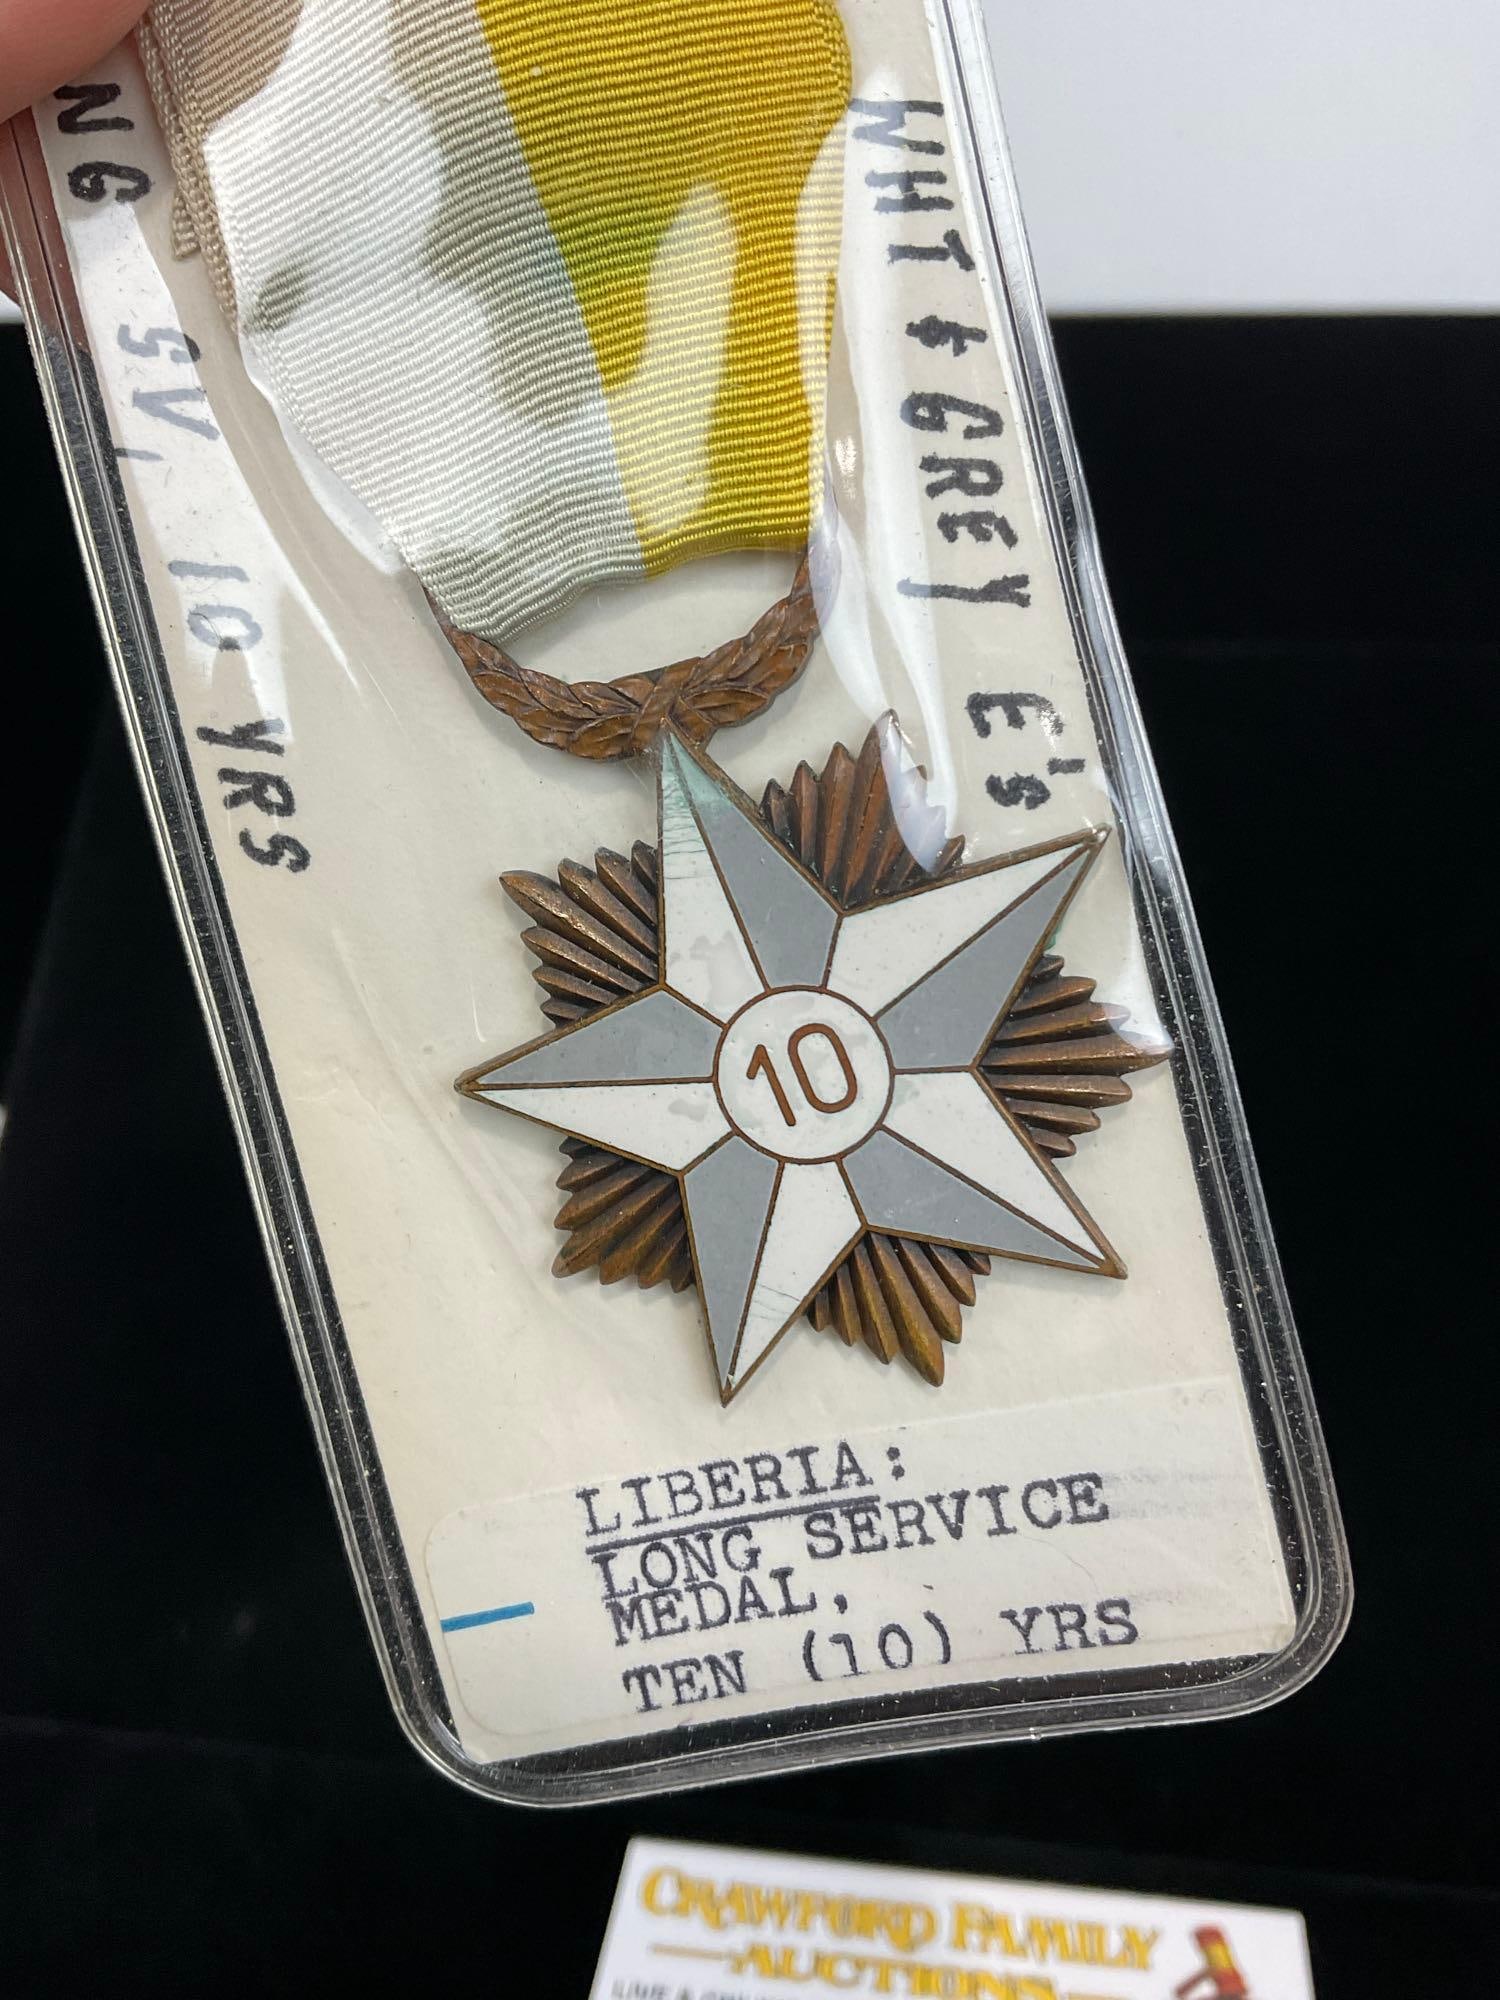 NG SV, 10 YRS
WHT & GREY E's
10
LIBERIA:
LONG SERVICE
MEDAL,
TEN (10) YRS
CRAWFORD FAMILY
AUCTIONS